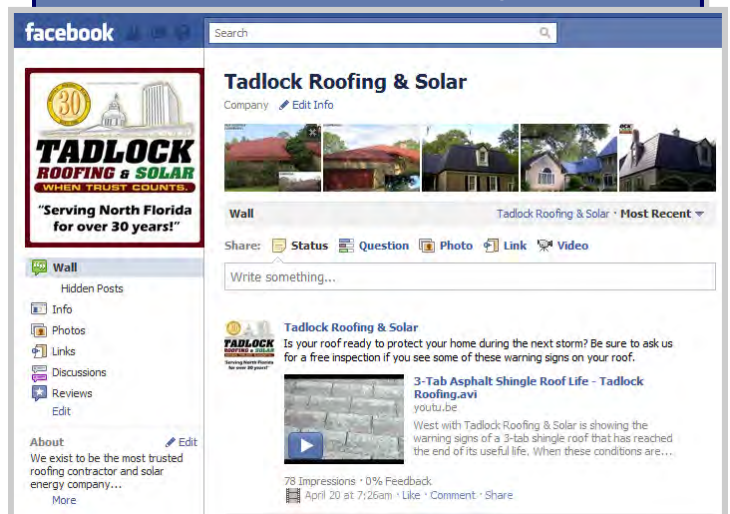 facebook
Search
30
TADLOCK
ROOFING & SOLAR
WHEN TRUST COUNTS.
"Serving North Florida
for over 30 years!"
Wall
Hidden Posts
Info
Photos
Links
Discussions
Reviews
Edit
About Edit
We exist to be the most trusted
roofing contractor and solar
energy company...
More
Tadlock Roofing & Solar
Company Edit Info
Wall Tadlock Roofing & Solar · Most Recent
Share: Status Question Photo Link Video
Write something...
TADLOCK
ROOFING & SOLAR
Tadlock Roofing & Solar
Is your roof ready to protect your home during the next storm? Be sure to ask us
for a free inspection if you see some of these warning signs on your roof.
3-Tab Asphalt Shingle Roof Life - Tadlock
Roofing.avi
youtu.be
West with Tadlock Roofing & Solar is showing the
warning signs of a 3-tab shingle roof that has reached
the end of its useful life. When these conditions are...
78 Impressions · 0% Feedback
April 20 at 7:26am · Like · Comment · Share